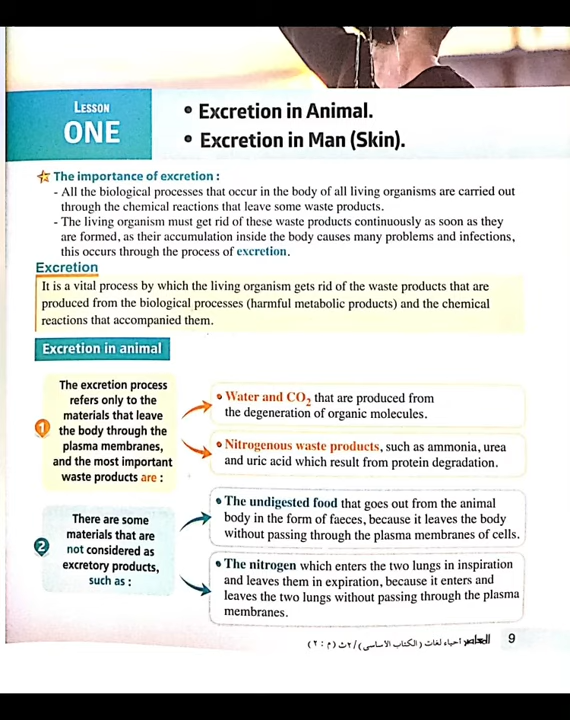 LESSON
ONE
• Excretion in Animal.
• Excretion in Man (Skin).
The importance of excretion :
- All the biological processes that occur in the body of all living organisms are carried out
through the chemical reactions that leave some waste products.
- The living organism must get rid of these waste products continuously as soon as they
are formed, as their accumulation inside the body causes many problems and infections,
this occurs through the process of excretion.
Excretion
It is a vital process by which the living organism gets rid of the waste products that are
produced from the biological processes (harmful metabolic products) and the chemical
reactions that accompanied them.
Excretion in animal
1
The excretion process
refers only to the
materials that leave
the body through the
plasma membranes,
and the most important
waste products are :
• Water and CO₂ that are produced from
the degeneration of organic molecules.
• Nitrogenous waste products, such as ammonia, urea
and uric acid which result from protein degradation.
2
There are some
materials that are
not considered as
excretory products,
such as :
• The undigested food that goes out from the animal
body in the form of faeces, because it leaves the body
without passing through the plasma membranes of cells.
• The nitrogen which enters the two lungs in inspiration
and leaves them in expiration, because it enters and
leaves the two lungs without passing through the plasma
membranes.
المعاصر أحياء لغات (الكتاب الأساسى) / ٢ث (م : ٢) 9